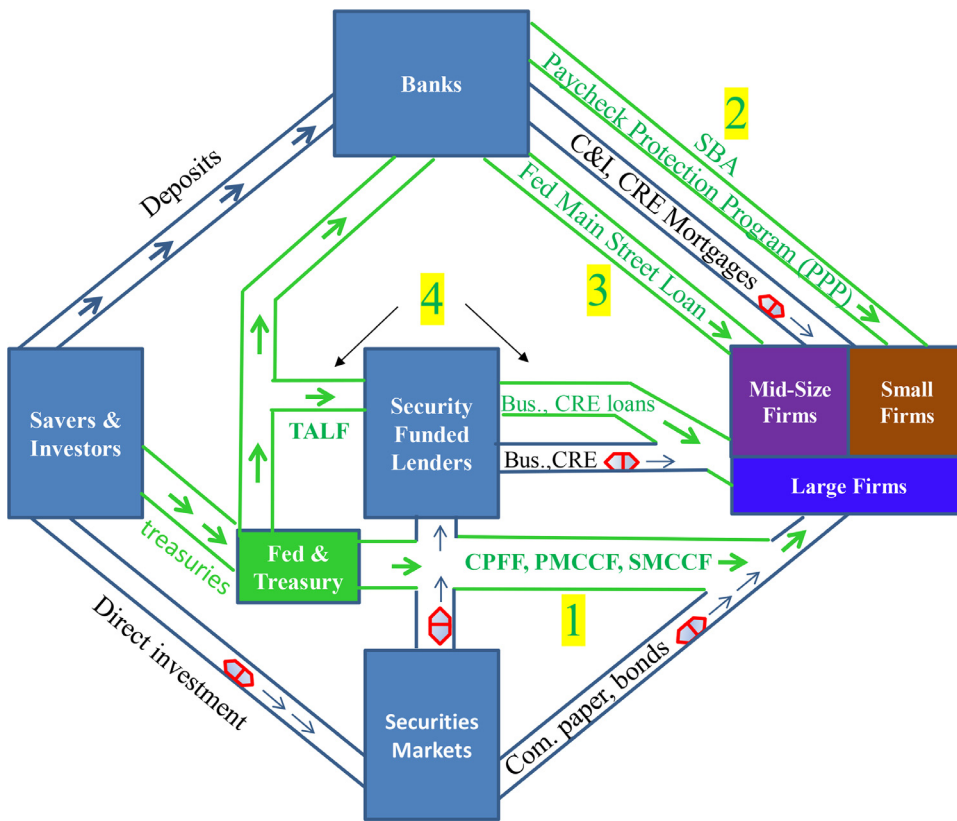 Banks
2
SBA
Paycheck Protection Program (PPP)
C&I, CRE Mortgages
Fed Main Street Loan
Deposits
4
3
Savers &
Investors
Security
Funded
Lenders
TALF
Bus., CRE loans
Bus.,CRE
Mid-Size
Firms
Small
Firms
Large Firms
treasuries
Fed &
Treasury
CPFF, PMCCF, SMCCF
1
Direct investment
Securities
Markets
Com. paper, bonds